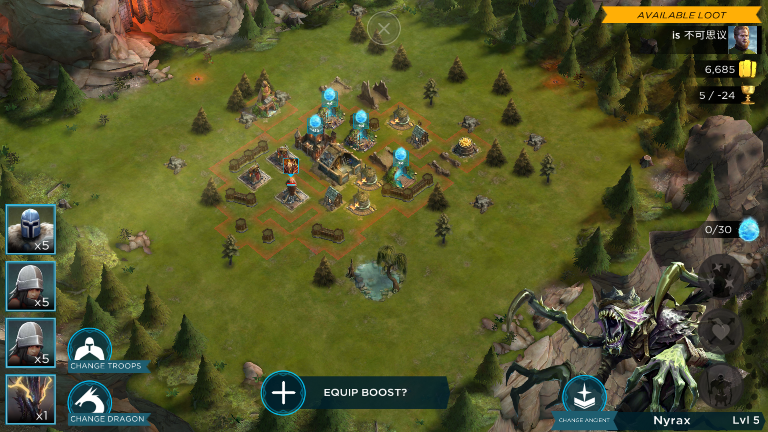 AVAILABLE LOOT
is 不可思议
6,685
5 / -24
0/30
x5
x5
x5
x1
CHANGE TROOPS
CHANGE DRAGON
EQUIP BOOST?
CHANGE ANCIENT
Nyrax Lvl 5